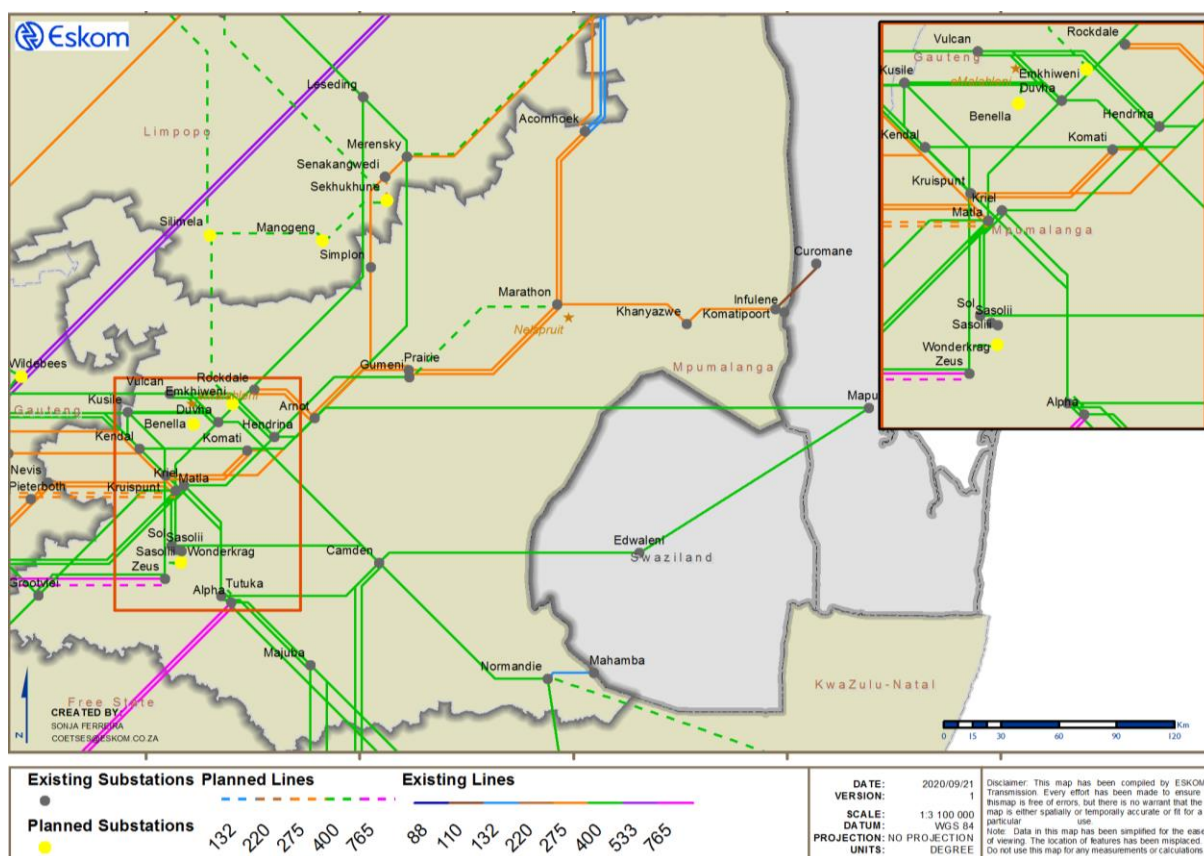 Eskom
Leseding
Limpopo
Acornhoek
Merensky
Senakangwedi
Sekhukhune
Silimela
Manogeng
Simplon
Curomane
Marathon
Infulene
Khanyazwe
Komatipoort
Nelspruit
Prairie
Gumeni
Mpumalanga
Wildebees
Vulcan
Rockdale
Emkhiweni
Gauteng
Kusile
Duvha
Arnot
Mapu
Benella
Hendrina
Kendal
Komati
Nevis
Kriel
Matla
Pieterboth
Kruispunt
Sol
Sasolii
Camden
Edwaleni
Sasoliii
Wonderkrag
Swaziland
Zeus
Grootvlei
Tutuka
Alpha
Majuba
Normandie
Mahamba
Free State
KwaZulu-Natal
CREATED BY:
SONJA FERREIRA
COETSES@ESKOM.CO.ZA
N
Km
0 15 30 60 90 120
Vulcan
Rockdale
Gauteng
Kusile
Emkhiweni
eMalahleni
Duvha
Benella
Hendrina
Kendal
Komati
Kruispunt
Kriel
Matla
Mpumalanga
Sol
Sasolii
Sasoliii
Wonderkrag
Zeus
Alpha
Existing Substations Planned Lines Existing Lines
Planned Substations
132 220 275 400 765
88 110 132 220 275 400 533 765
DATE: 2020/09/21
VERSION: 1
SCALE: 1:3 100 000
DATUM: WGS 84
PROJECTION: NO PROJECTION
UNITS: DEGREE
Disclaimer: This map has been compiled by ESKOM
Transmission. Every effort has been made to ensure
thismap is free of errors, but there is no warrant that the
map is either spatially or temporally accurate or fit for a
particular use.
Note: Data in this map has been simplified for the ease
of viewing. The location of features has been misplaced.
Do not use this map for any measurements or calculations